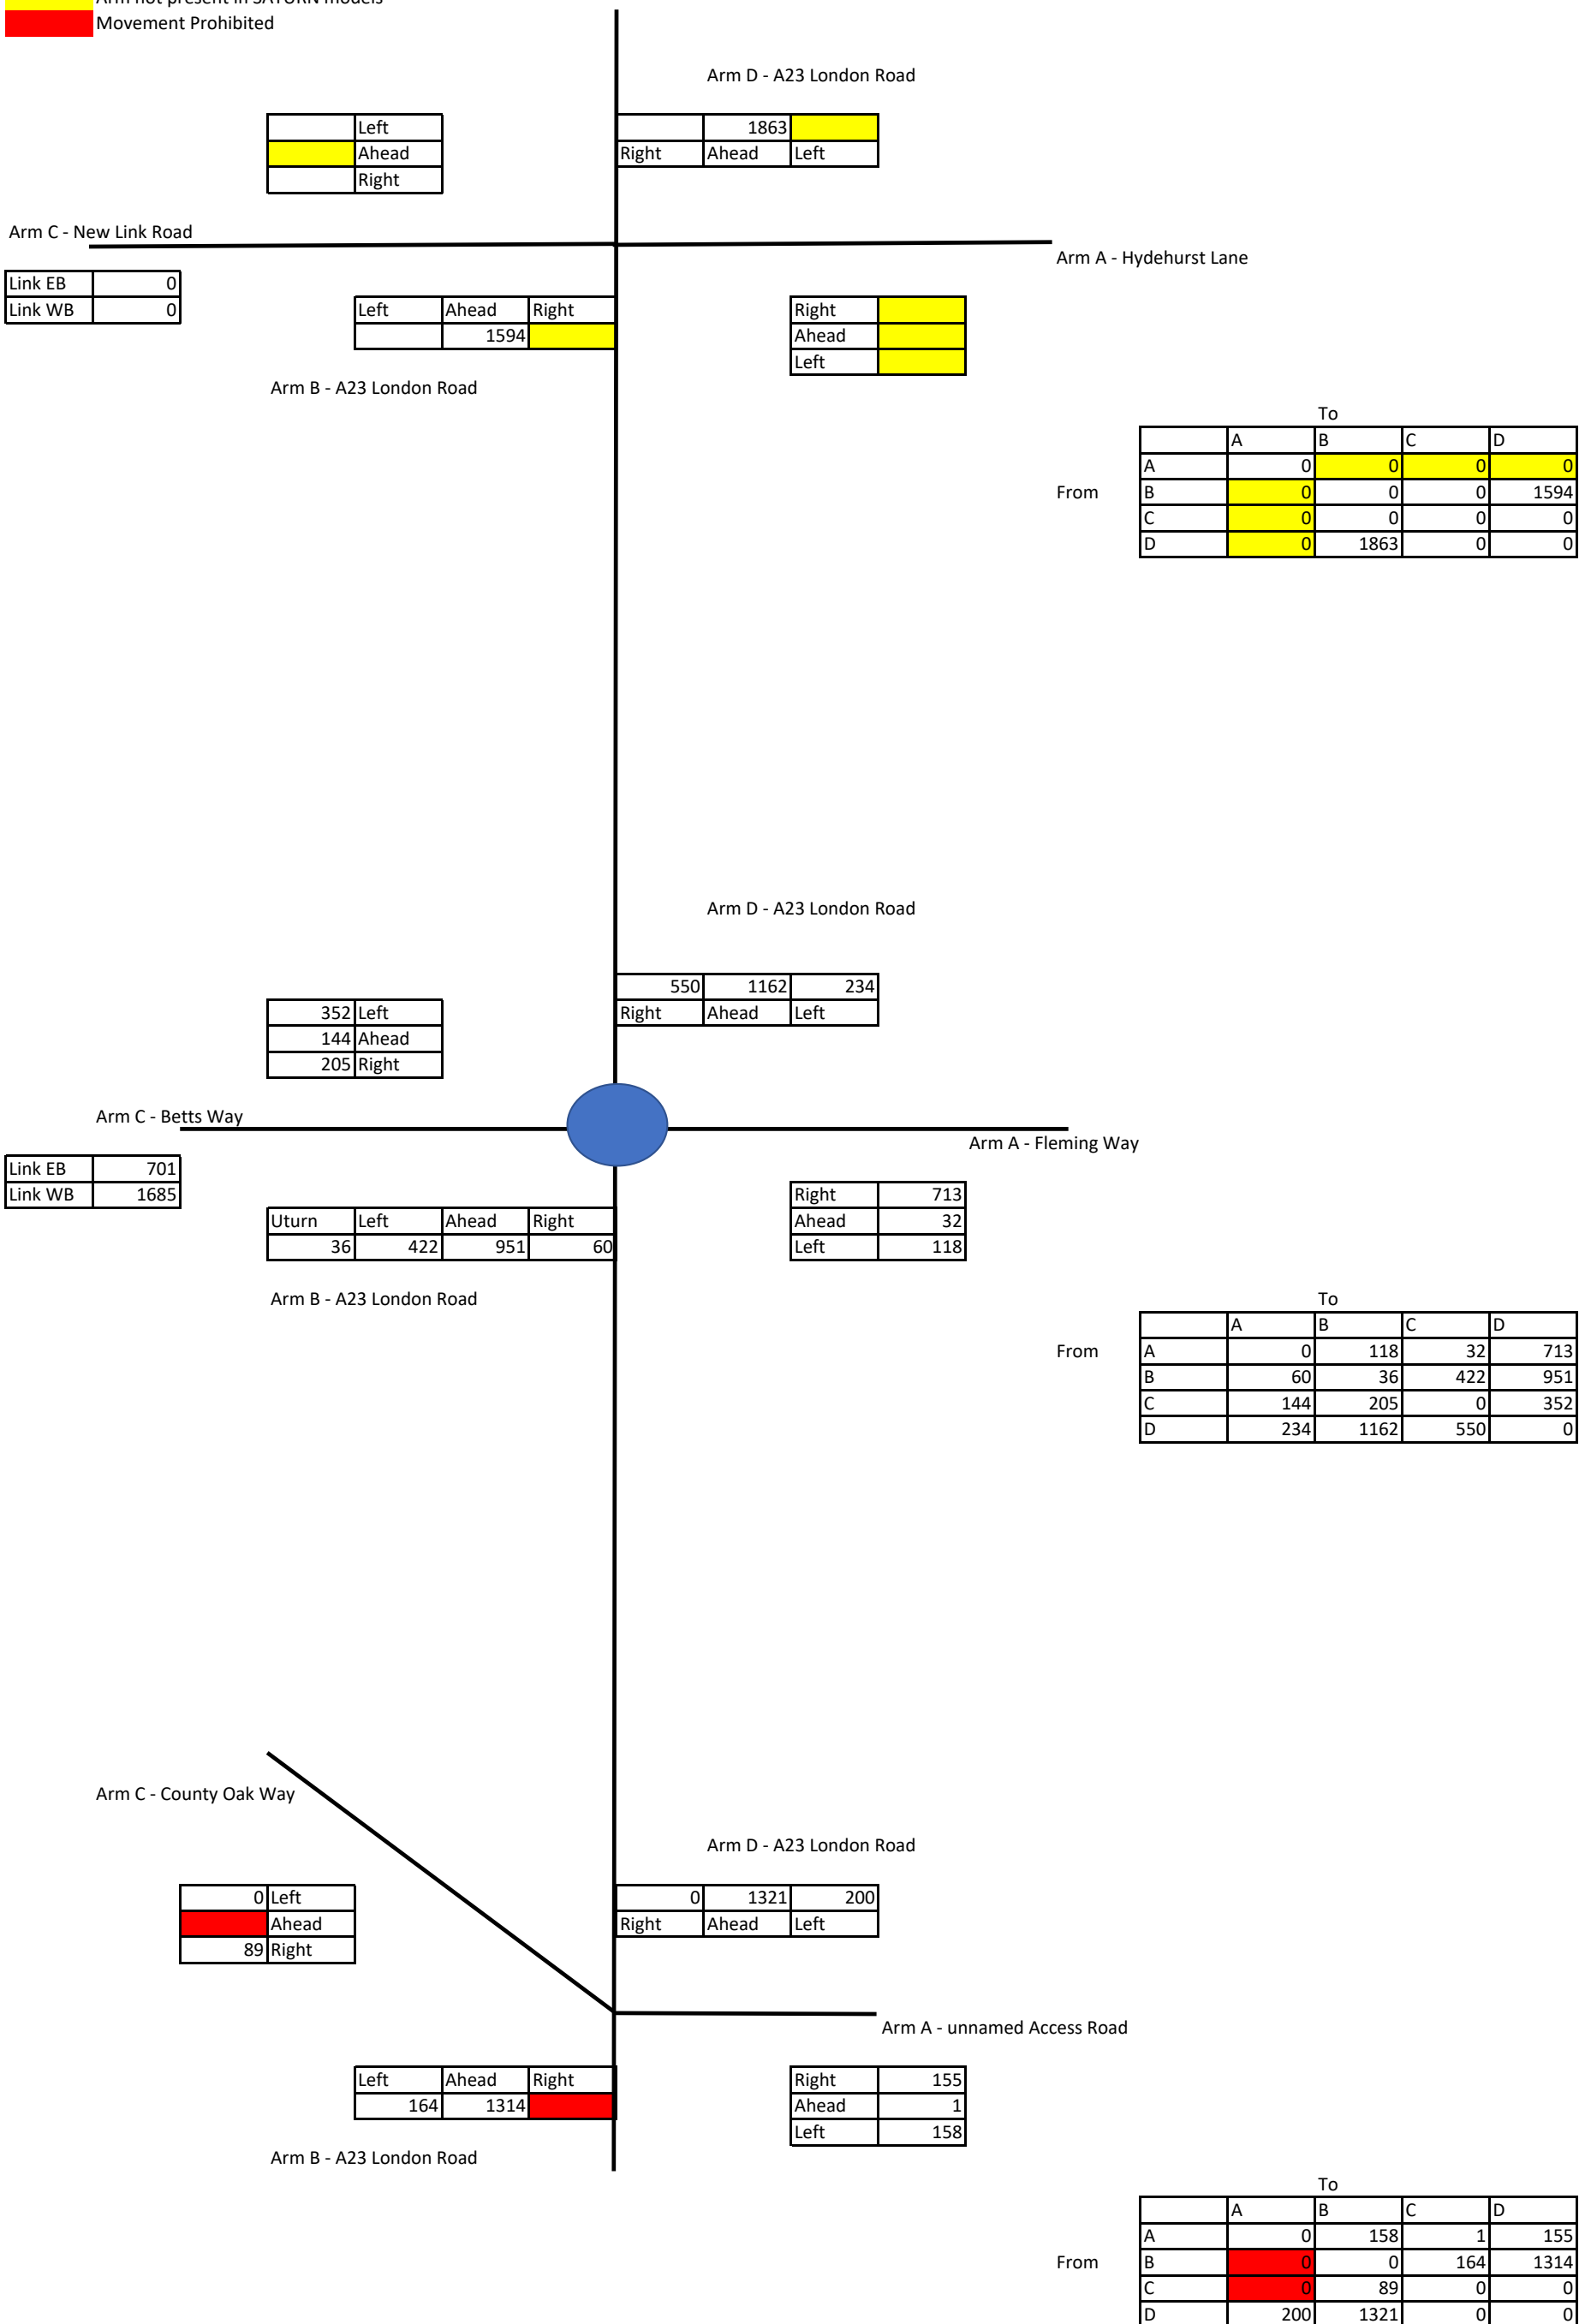 Arm not present in SATURN models
Movement Prohibited
Arm D - A23 London Road
Left
Ahead
Right
1863
Right Ahead Left
Arm C - New Link Road
Arm A - Hydehurst Lane
Link EB 0
Link WB 0
Left Ahead Right
1594
Right
Ahead
Left
Arm B - A23 London Road
To
A B C D
A 0 0 0 0
From B 0 0 0 1594
C 0 0 0 0
D 0 1863 0 0
Arm D - A23 London Road
550 1162 234
Right Ahead Left
352 Left
144 Ahead
205 Right
Arm C - Betts Way
Arm A - Fleming Way
Link EB 701
Link WB 1685
Uturn Left Ahead Right
36 422 951 60
Right 713
Ahead 32
Left 118
Arm B - A23 London Road
To
A B C D
From A 0 118 32 713
B 60 36 422 951
C 144 205 0 352
D 234 1162 550 0
Arm C - County Oak Way
Arm D - A23 London Road
0 Left
Ahead
89 Right
0 1321 200
Right Ahead Left
Arm A - unnamed Access Road
Left Ahead Right
164 1314
Right 155
Ahead 1
Left 158
Arm B - A23 London Road
To
A B C D
A 0 158 1 155
From B 0 0 164 1314
C 0 89 0 0
D 200 1321 0 0